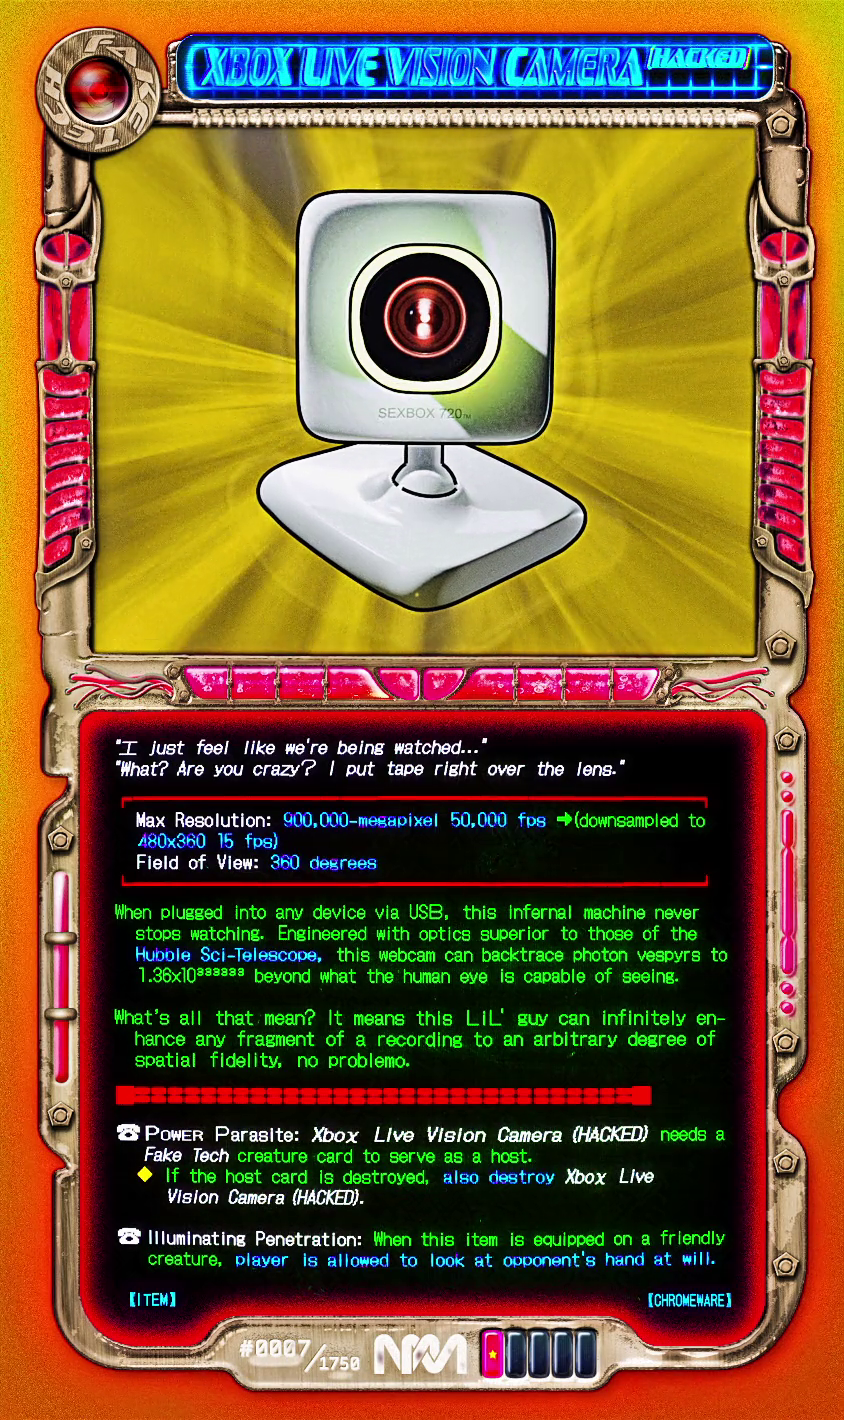 FAKE TECH
XBOX LIVE VISION CAMERA (HACKED)
SEXBOX 720™
"I just feel like we're being watched..."
"What? Are you crazy? I put tape right over the lens."
Max Resolution: 900,000-megapixel 50,000 fps ➔(downsampled to
480x360 15 fps)
Field of View: 360 degrees
When plugged into any device via USB, this infernal machine never
stops watching. Engineered with optics superior to those of the
Hubble Sci-Telescope, this webcam can backtrace photon vespyrs to
1.36x10³³³³³³ beyond what the human eye is capable of seeing.
What's all that mean? It means this LiL' guy can infinitely en-
hance any fragment of a recording to an arbitrary degree of
spatial fidelity, no problemo.
☎ POWER Parasite: Xbox Live Vision Camera (HACKED) needs a
Fake Tech creature card to serve as a host.
◆ If the host card is destroyed, also destroy Xbox Live
Vision Camera (HACKED).
☎ Illuminating Penetration: When this item is equipped on a friendly
creature, player is allowed to look at opponent's hand at will.
【ITEM】 【CHROMEWARE】
#0007/1750